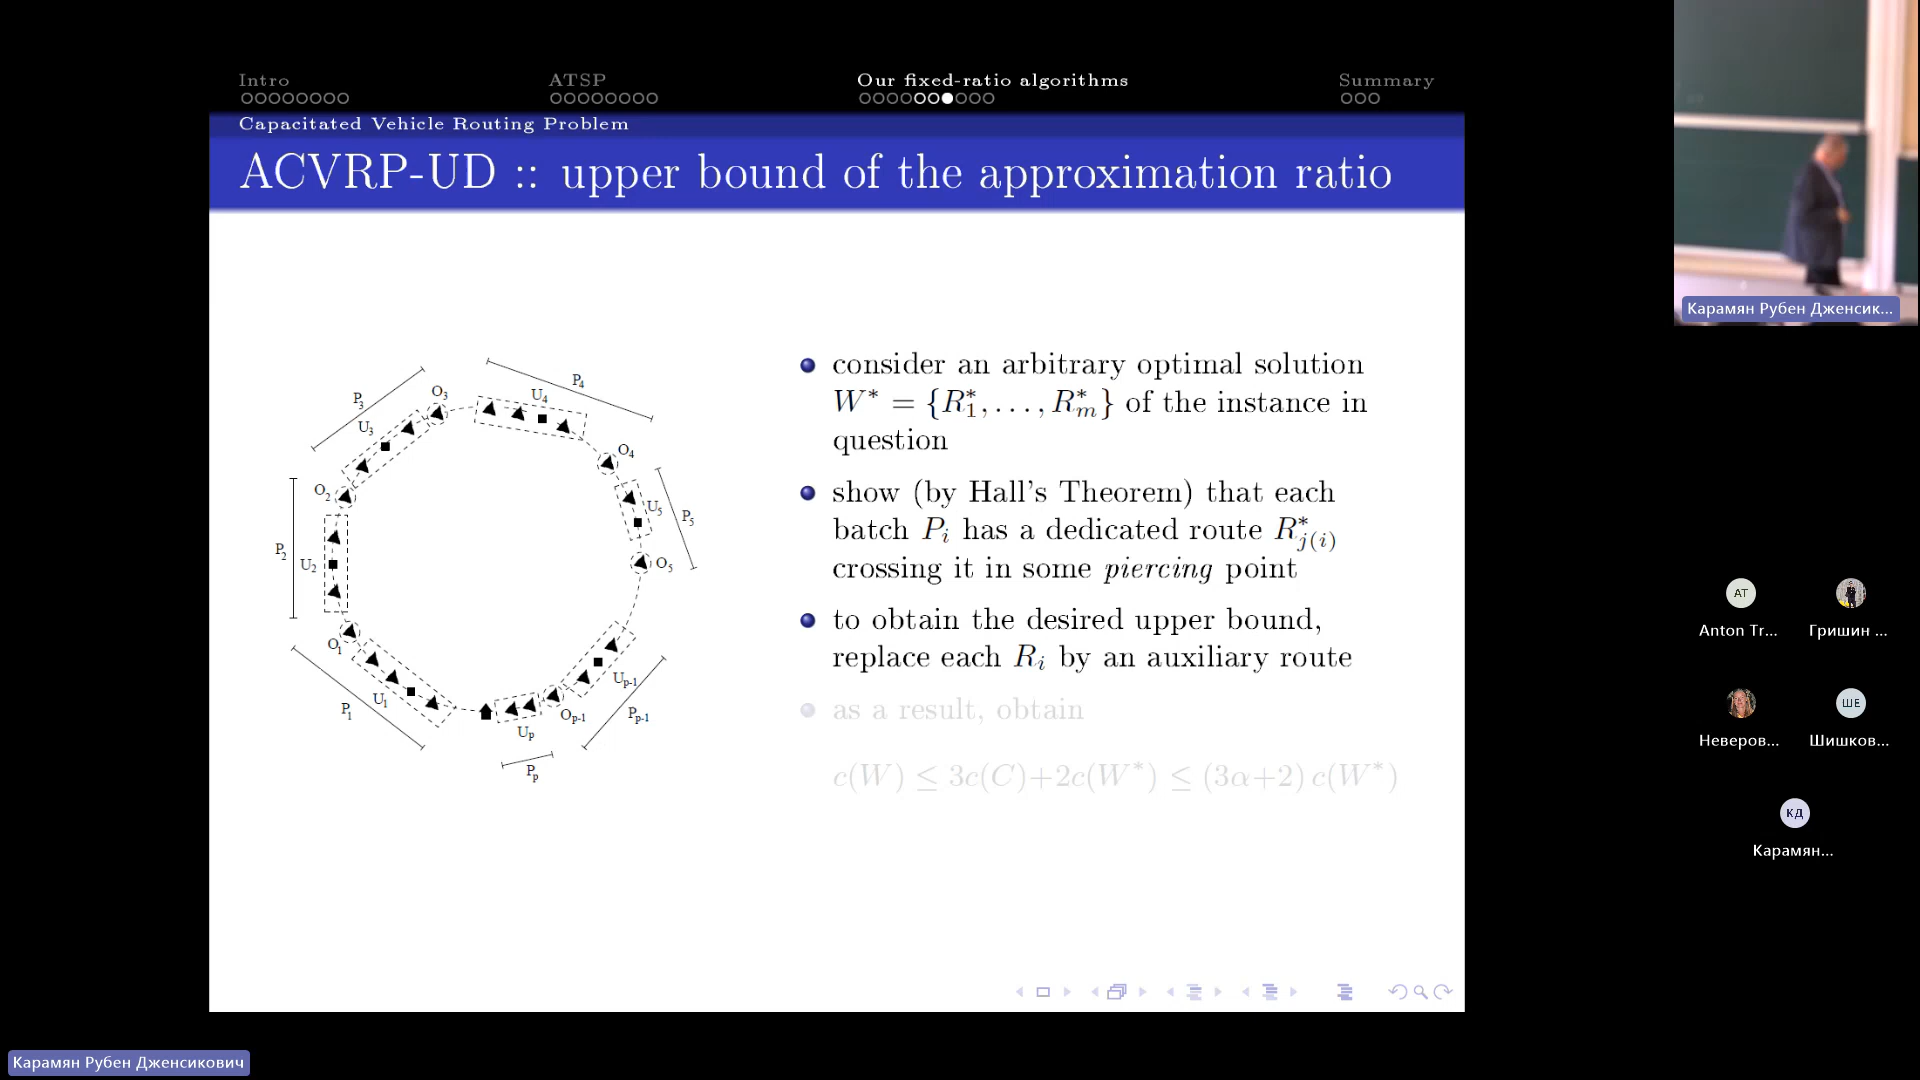 Intro
ATSP
Our fixed-ratio algorithms
Summary
Capacitated Vehicle Routing Problem
ACVRP-UD :: upper bound of the approximation ratio
P3
O3
U3
P4
U4
O4
O2
U5
P5
P2
U2
O5
O1
U1
P1
Up-1
Pp-1
Op-1
Up
Pp
consider an arbitrary optimal solution
W* = {R*1, . . . , R*m} of the instance in
question
show (by Hall's Theorem) that each
batch Pi has a dedicated route R*j(i)
crossing it in some piercing point
to obtain the desired upper bound,
replace each Ri by an auxiliary route
as a result, obtain
c(W) ≤ 3c(C)+2c(W*) ≤ (3α+2) c(W*)
Карамян Рубен Дженсик...
AT
Anton Tr...
Гришин ...
Неверов...
ШЕ
Шишков...
КД
Карамян...
Карамян Рубен Дженсикович